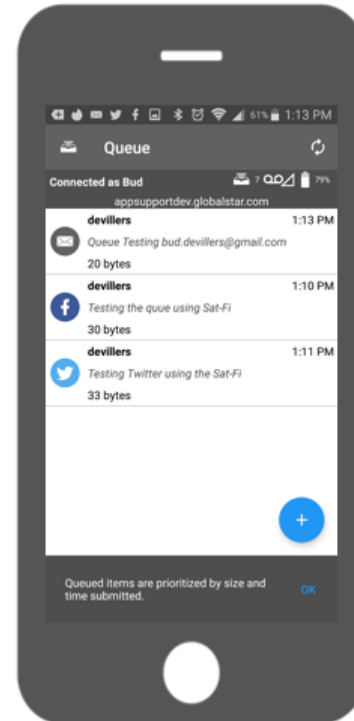 61% 1:13 PM
Queue
Connected as Bud 7 79%
appsupportdev.globalstar.com
devillers 1:13 PM
Queue Testing bud.devillers@gmail.com
20 bytes
devillers 1:10 PM
Testing the quue using Sat-Fi
30 bytes
devillers 1:11 PM
Testing Twitter using the Sat-Fi
33 bytes
+
Queued items are prioritized by size and
time submitted.
OK